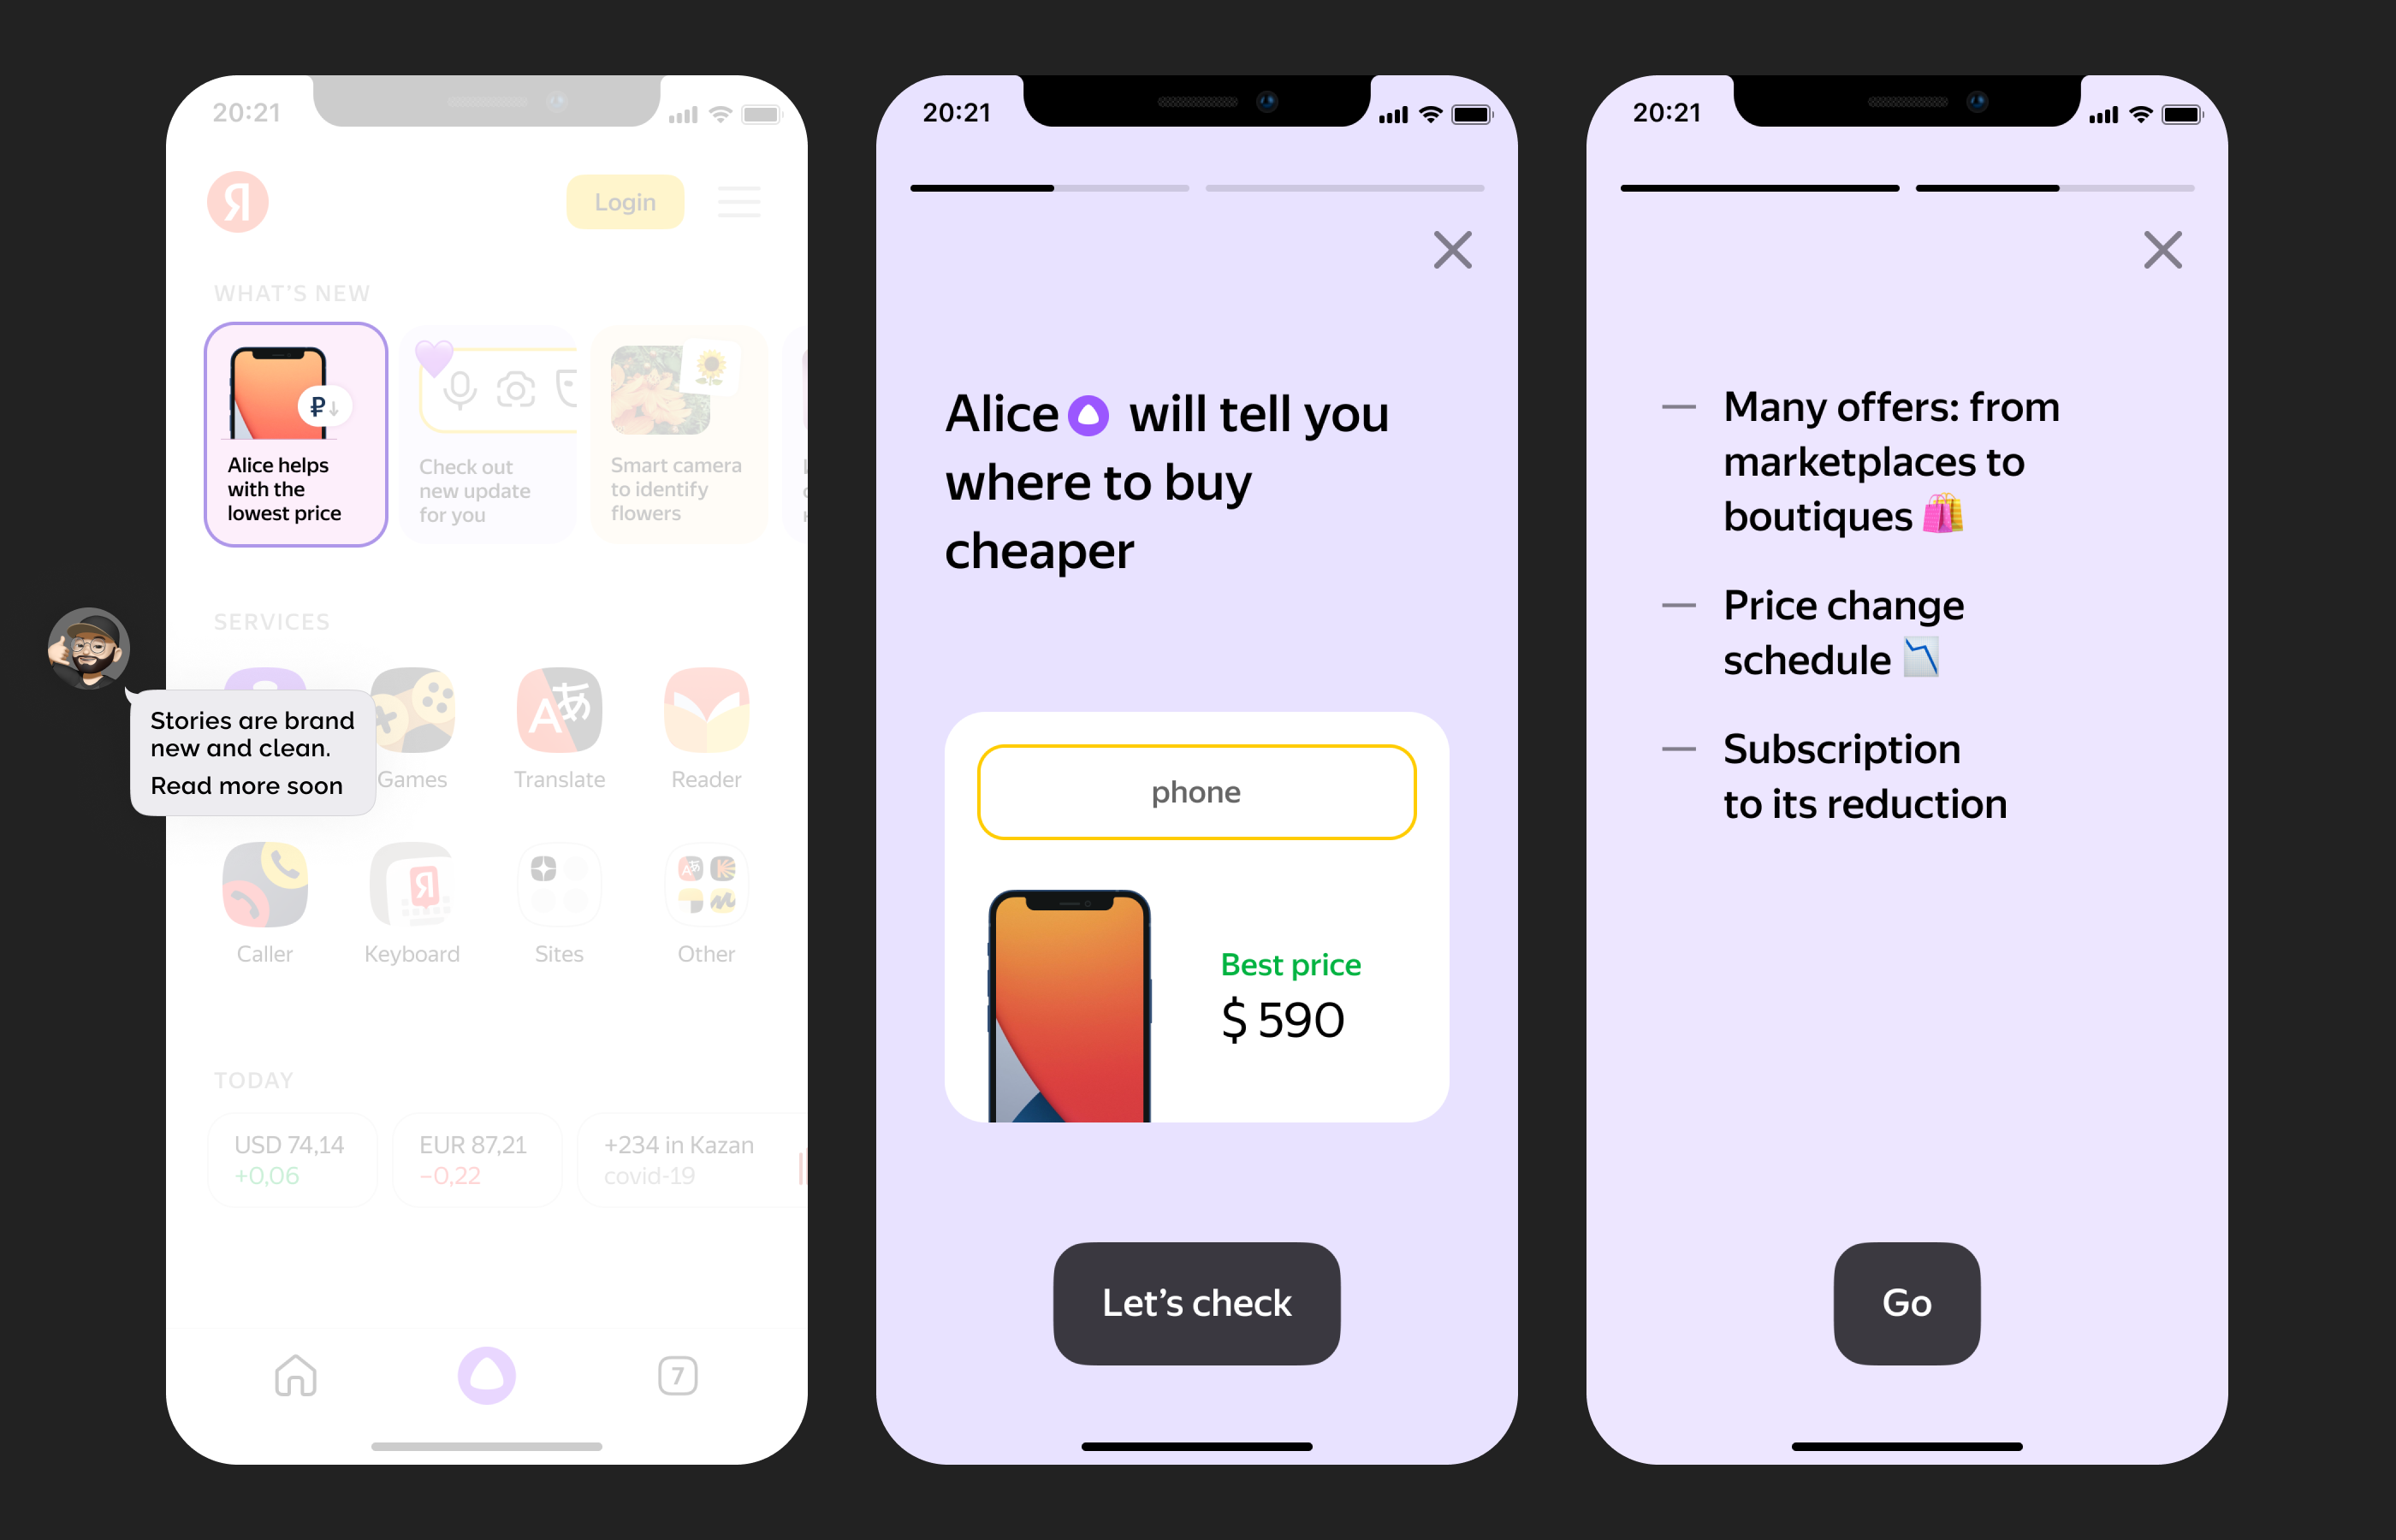 20:21
Я
Login
WHAT'S NEW
₽↓
Alice helps
with the
lowest price
Check out
new update
for you
Smart camera
to identify
flowers
SERVICES
Stories are brand
new and clean.
Read more soon
Aあ
Games
Translate
Reader
Я
Caller
Keyboard
Sites
Other
TODAY
USD 74,14
+0,06
EUR 87,21
−0,22
+234 in Kazan
covid-19
7
20:21
Alice will tell you
where to buy
cheaper
phone
Best price
$ 590
Let’s check
20:21
— Many offers: from
marketplaces to
boutiques 🛍️
— Price change
schedule 📉
— Subscription
to its reduction
Go